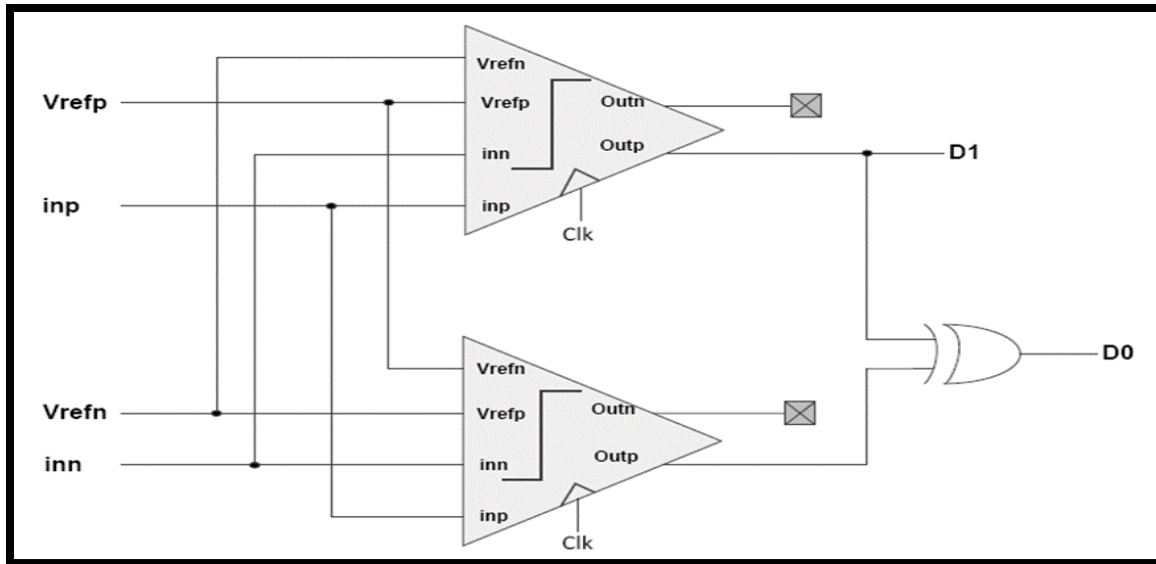 Vrefn
Vrefp
Vrefp
Outn
inn
Outp
D1
inp
inp
Clk
Vrefn
D0
Vrefn
Vrefp
Outn
inn
inn
Outp
inp
Clk